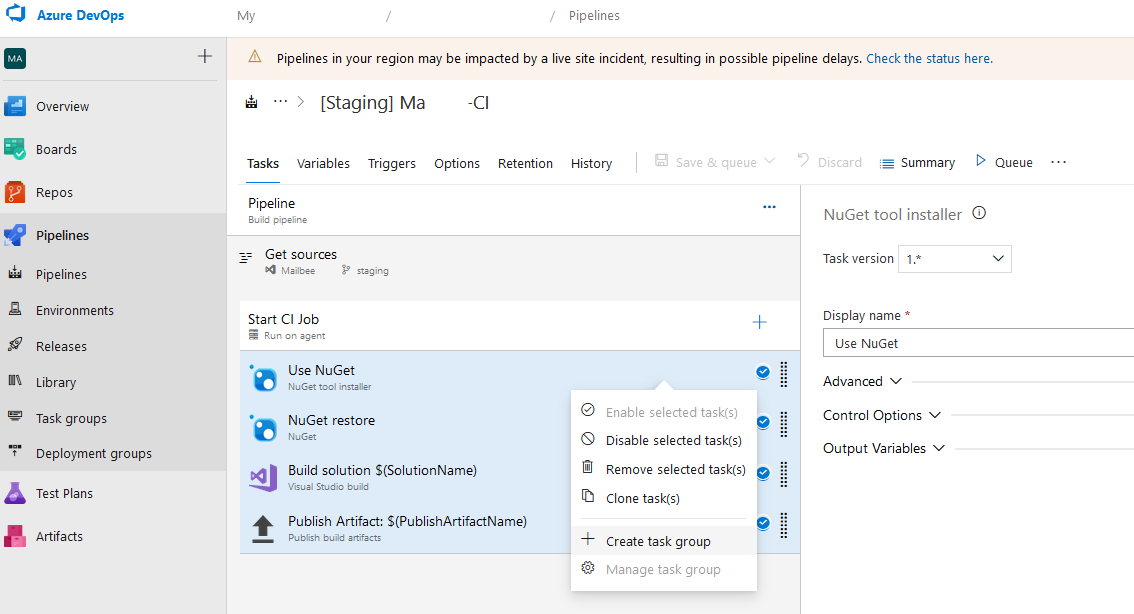 Azure DevOps
My / / Pipelines
MA
Pipelines in your region may be impacted by a live site incident, resulting in possible pipeline delays. Check the status here.
[Staging] Ma -CI
Overview
Boards
Repos
Pipelines
Pipelines
Environments
Releases
Library
Task groups
Deployment groups
Test Plans
Artifacts
Tasks Variables Triggers Options Retention History Save & queue Discard Summary Queue ...
Pipeline
Build pipeline
Get sources
Mailbee staging
Start CI Job
Run on agent
Use NuGet
NuGet tool installer
NuGet restore
NuGet
Build solution $(SolutionName)
Visual Studio build
Publish Artifact: $(PublishArtifactName)
Publish build artifacts
Enable selected task(s)
Disable selected task(s)
Remove selected task(s)
Clone task(s)
Create task group
Manage task group
NuGet tool installer
Task version 1.*
Display name *
Use NuGet
Advanced
Control Options
Output Variables